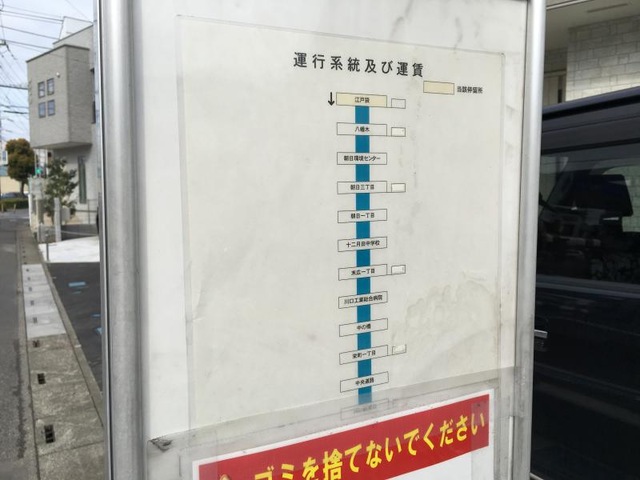 運行系統及び運賃
当該停留所
↓ 江戸袋
八幡木
朝日環境センター
朝日三丁目
朝日一丁目
十二月田中学校
末広一丁目
川口工業総合病院
中の橋
栄町一丁目
中央道路
ゴミを捨てないでください